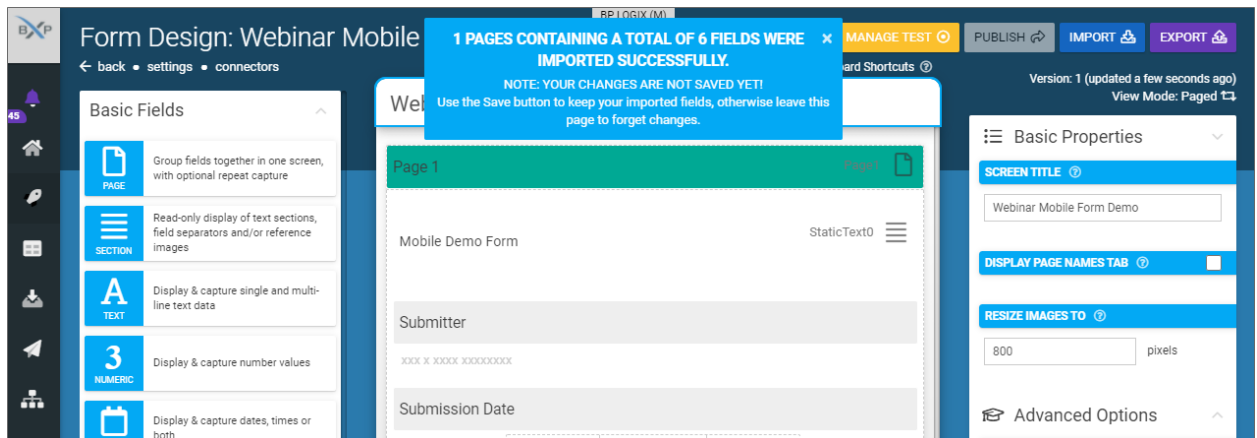 BP LOGIX (M)
BXP
Form Design: Webinar Mobile
← back • settings • connectors
1 PAGES CONTAINING A TOTAL OF 6 FIELDS WERE
IMPORTED SUCCESSFULLY.
NOTE: YOUR CHANGES ARE NOT SAVED YET!
Use the Save button to keep your imported fields, otherwise leave this
page to forget changes.
MANAGE TEST
PUBLISH
IMPORT
EXPORT
ard Shortcuts
Version: 1 (updated a few seconds ago)
View Mode: Paged
45
Basic Fields
PAGE
Group fields together in one screen,
with optional repeat capture
SECTION
Read-only display of text sections,
field separators and/or reference
images
A
TEXT
Display & capture single and multi-
line text data
3
NUMERIC
Display & capture number values
Display & capture dates, times or
both
Web
Page 1
Page1
Mobile Demo Form
StaticText0
Submitter
xxx x xxxx xxxxxxxx
Submission Date
Basic Properties
SCREEN TITLE
Webinar Mobile Form Demo
DISPLAY PAGE NAMES TAB
RESIZE IMAGES TO
800
pixels
Advanced Options